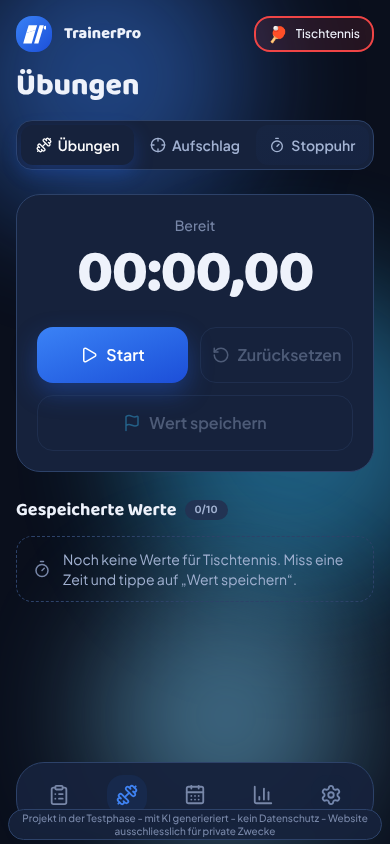 TrainerPro
Tischtennis
Übungen
Übungen
Aufschlag
Stoppuhr
Bereit
00:00,00
Start
Zurücksetzen
Wert speichern
Gespeicherte Werte
0/10
Noch keine Werte für Tischtennis. Miss eine
Zeit und tippe auf „Wert speichern“.
Projekt in der Testphase - mit KI generieriert - kein Datenschutz - Website
ausschliesslich für private Zwecke